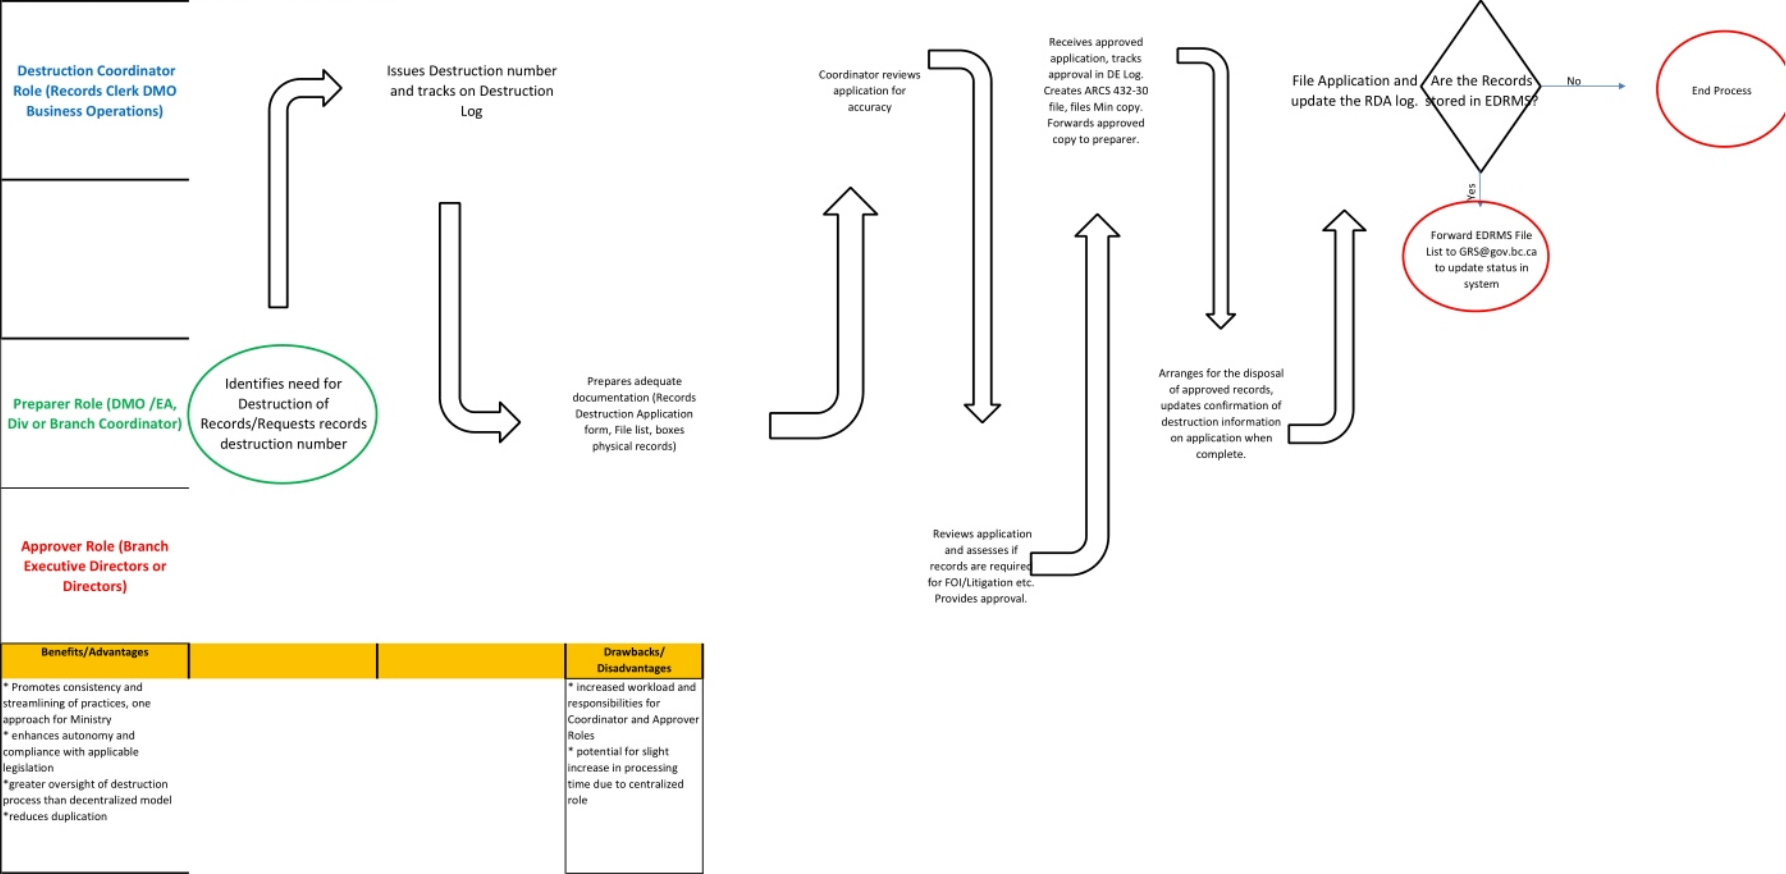 Destruction Coordinator
Role (Records Clerk DMO
Business Operations)
Issues Destruction number
and tracks on Destruction
Log
Coordinator reviews
application for
accuracy
Receives approved
application, tracks
approval in DE Log.
Creates ARCS 432-30
file, files Min copy.
Forwards approved
copy to preparer.
File Application and
update the RDA log.
Are the Records
stored in EDRMS?
No
End Process
Yes
Forward EDRMS File
List to GRS@gov.bc.ca
to update status in
system
Preparer Role (DMO /EA,
Div or Branch Coordinator)
Identifies need for
Destruction of
Records/Requests records
destruction number
Prepares adequate
documentation (Records
Destruction Application
form, File list, boxes
physical records)
Arranges for the disposal
of approved records,
updates confirmation of
destruction information
on application when
complete.
Approver Role (Branch
Executive Directors or
Directors)
Reviews application
and assesses if
records are required
for FOI/Litigation etc.
Provides approval.
Benefits/Advantages
* Promotes consistency and
streamlining of practices, one
approach for Ministry
* enhances autonomy and
compliance with applicable
legislation
*greater oversight of destruction
process than decentralized model
*reduces duplication
Drawbacks/
Disadvantages
* increased workload and
responsibilities for
Coordinator and Approver
Roles
* potential for slight
increase in processing
time due to centralized
role